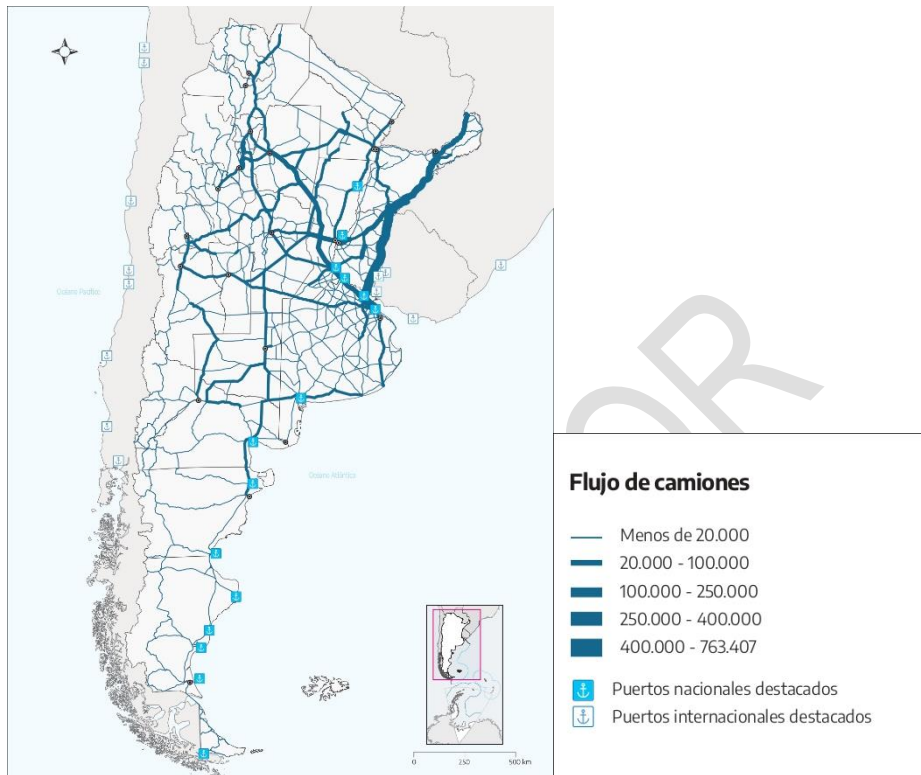 Océano Pacífico
Océano Atlántico
0 250 500 km
OR
Flujo de camiones
Menos de 20.000
20.000 - 100.000
100.000 - 250.000
250.000 - 400.000
400.000 - 763.407
Puertos nacionales destacados
Puertos internacionales destacados